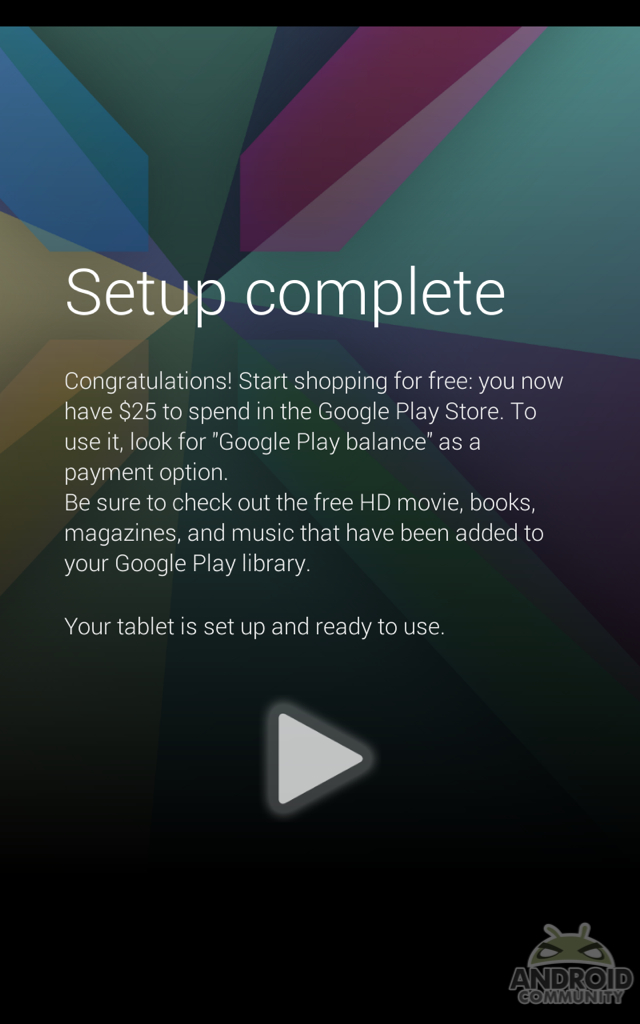 Setup complete
Congratulations! Start shopping for free: you now
have $25 to spend in the Google Play Store. To
use it, look for "Google Play balance" as a
payment option.
Be sure to check out the free HD movie, books,
magazines, and music that have been added to
your Google Play library.
Your tablet is set up and ready to use.
ANDROID
COMMUNITY